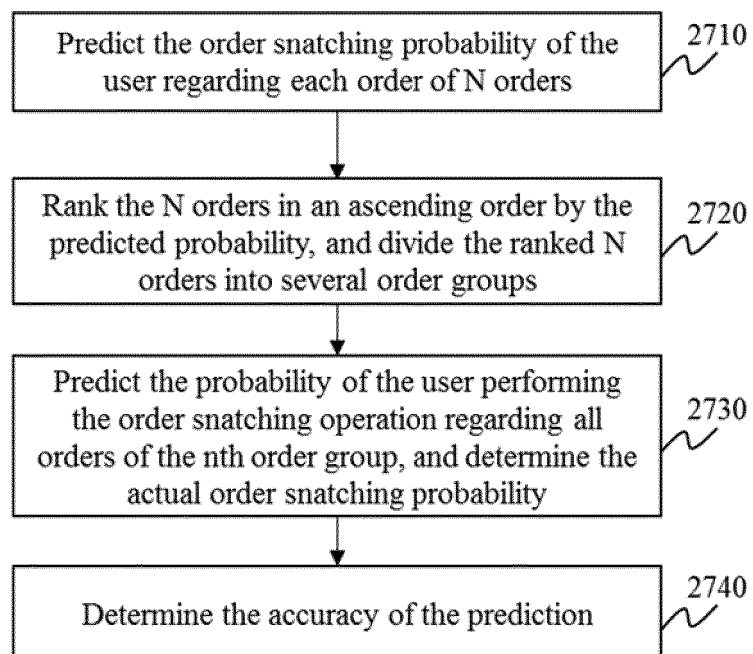 Predict the order snatching probability of the
user regarding each order of N orders
2710
Rank the N orders in an ascending order by the
predicted probability, and divide the ranked N
orders into several order groups
2720
Predict the probability of the user performing
the order snatching operation regarding all
orders of the nth order group, and determine the
actual order snatching probability
2730
Determine the accuracy of the prediction
2740